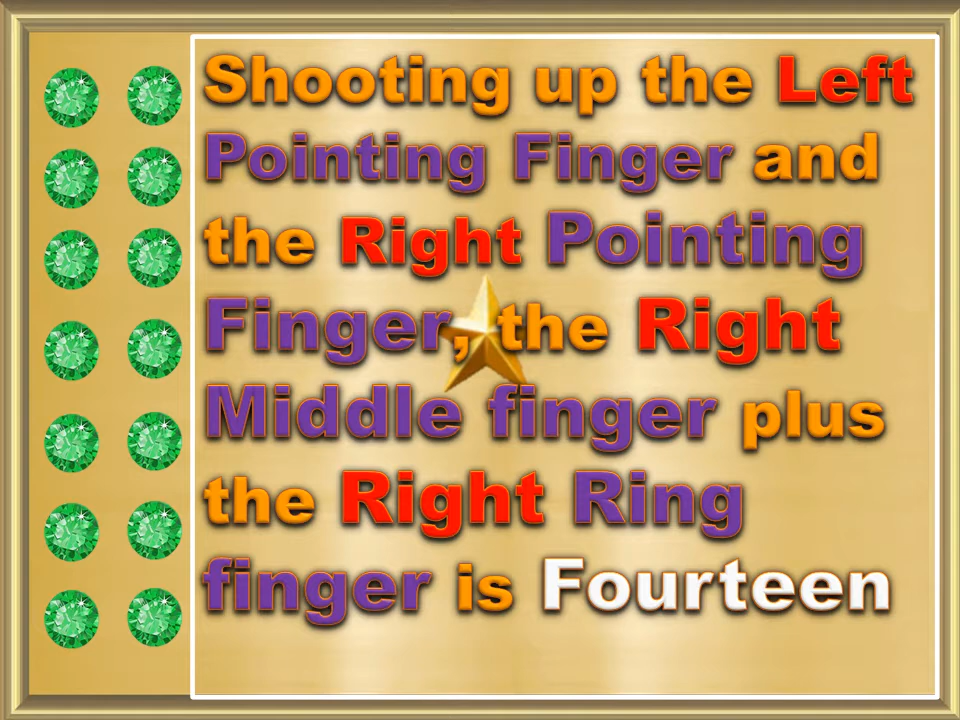 Shooting up the Left
Pointing Finger and
the Right Pointing
Finger, the Right
Middle finger plus
the Right Ring
finger is Fourteen